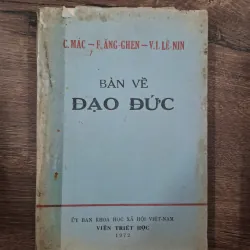 C. MÁC — F. ĂNG-GHEN — V. I. LÊ-NIN
BÀN VỀ
ĐẠO ĐỨC
ỦY BAN KHOA HỌC XÃ HỘI VIỆT-NAM
VIỆN TRIẾT HỌC